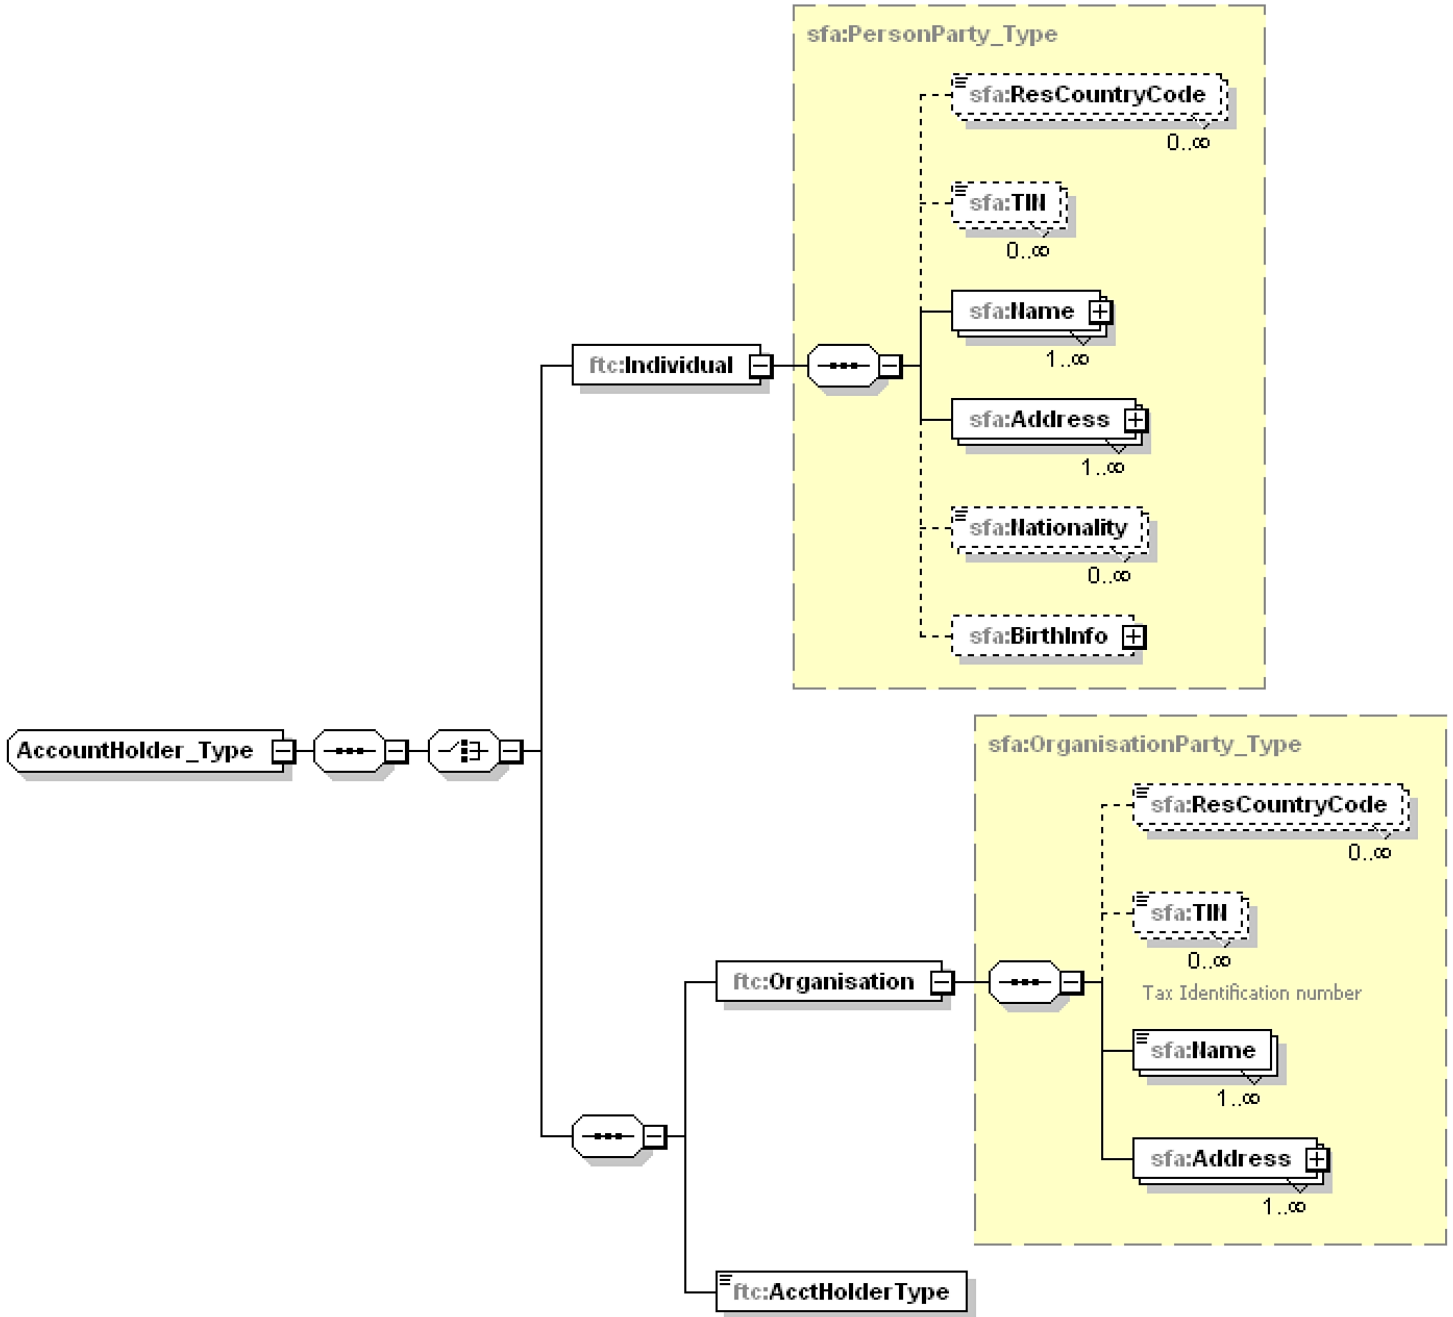 sfa:PersonParty_Type
sfa:ResCountryCode
0..∞
sfa:TIN
0..∞
sfa:Name
1..∞
ftc:Individual
sfa:Address
1..∞
sfa:Nationality
0..∞
sfa:BirthInfo
AccountHolder_Type
sfa:OrganisationParty_Type
sfa:ResCountryCode
0..∞
sfa:TIN
0..∞
Tax Identification number
ftc:Organisation
sfa:Name
1..∞
sfa:Address
1..∞
ftc:AcctHolderType